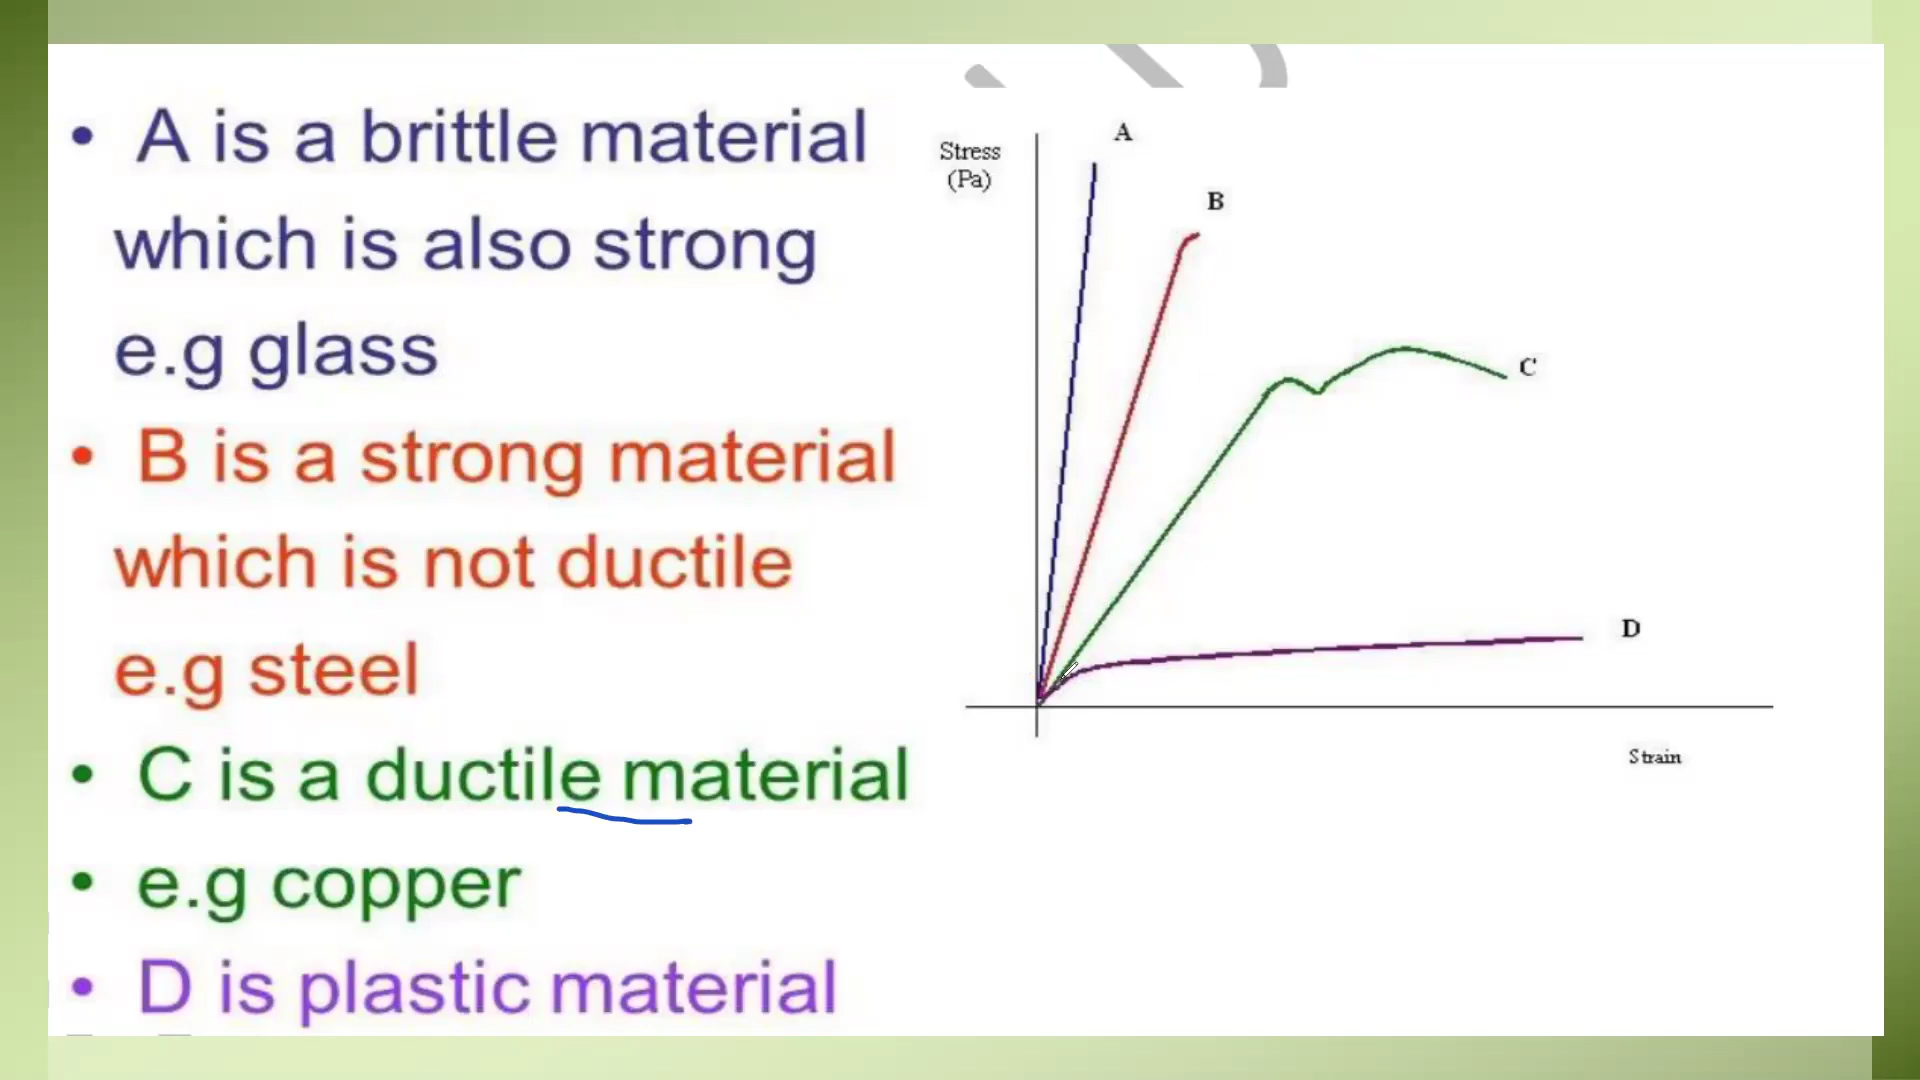 • A is a brittle material
which is also strong
e.g glass
• B is a strong material
which is not ductile
e.g steel
• C is a ductile material
• e.g copper
• D is plastic material
Stress
(Pa)
A
B
C
D
Strain